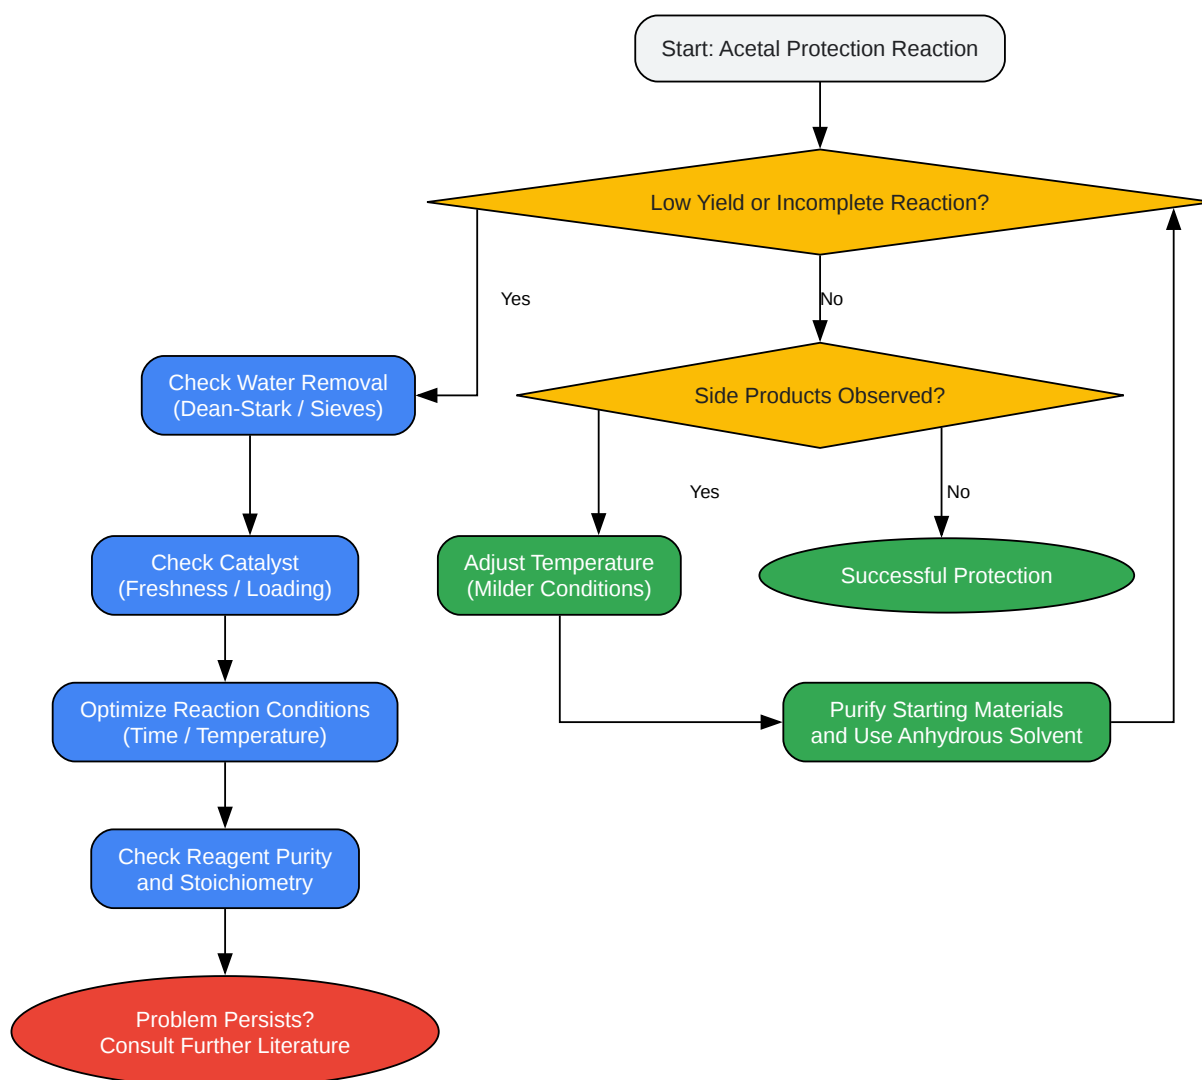 Start: Acetal Protection Reaction
Low Yield or Incomplete Reaction?
Yes
No
Check Water Removal
(Dean-Stark / Sieves)
Side Products Observed?
Yes
No
Check Catalyst
(Freshness / Loading)
Adjust Temperature
(Milder Conditions)
Successful Protection
Optimize Reaction Conditions
(Time / Temperature)
Purify Starting Materials
and Use Anhydrous Solvent
Check Reagent Purity
and Stoichiometry
Problem Persists?
Consult Further Literature